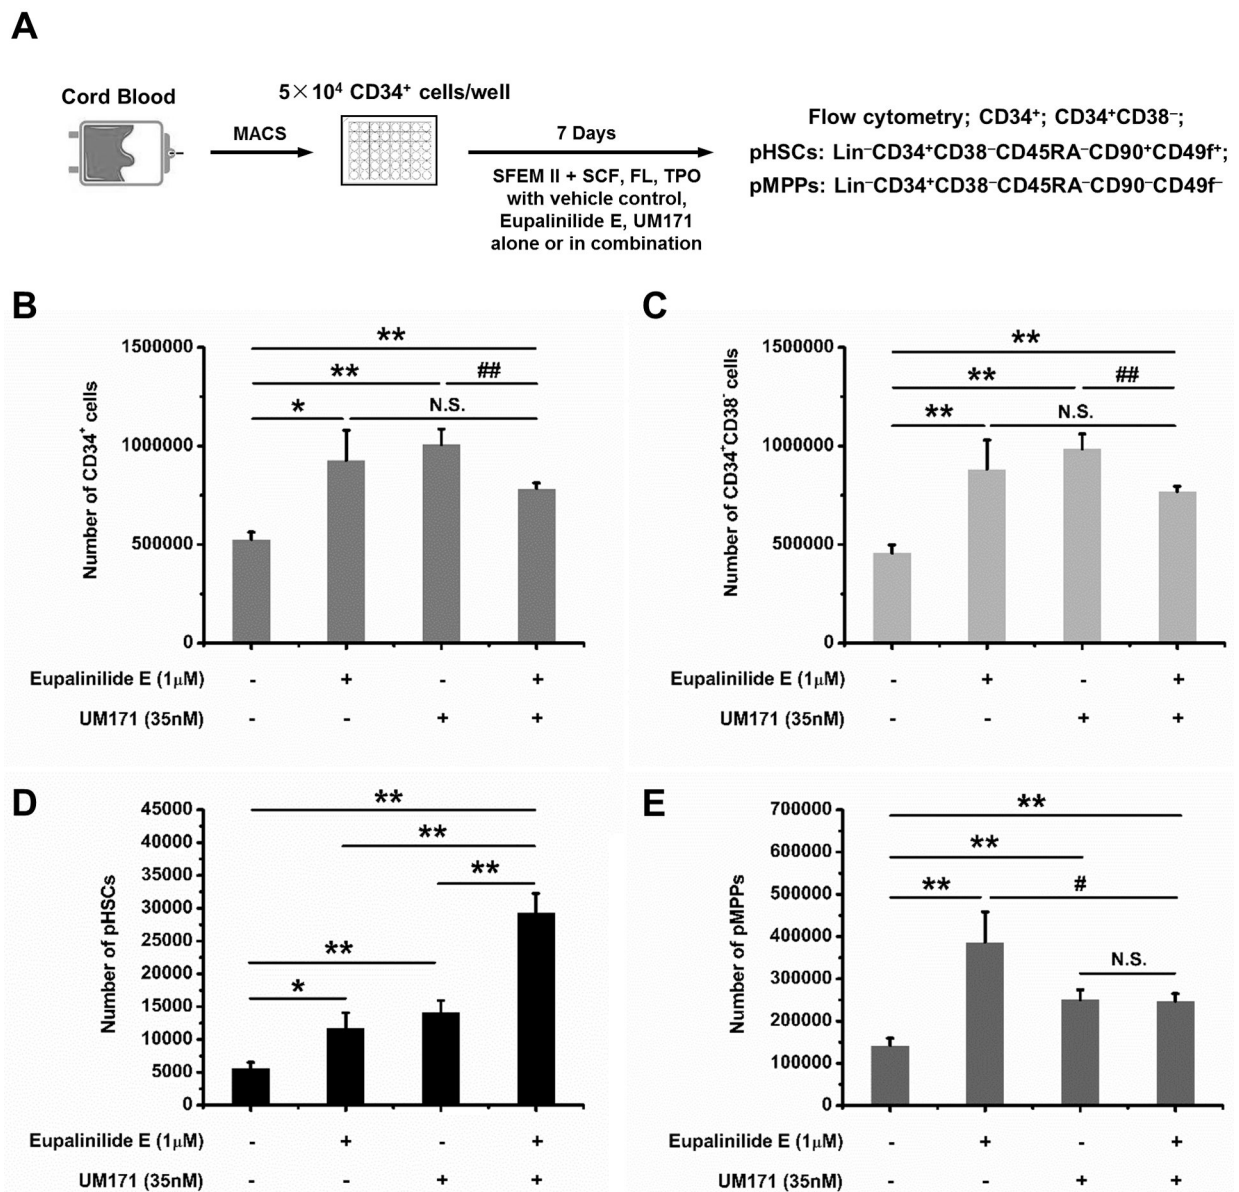 A
Cord Blood
MACS
5×10⁴ CD34⁺ cells/well
7 Days
SFEM II + SCF, FL, TPO
with vehicle control,
Eupalinilide E, UM171
alone or in combination
Flow cytometry; CD34⁺; CD34⁺CD38⁻;
pHSCs: Lin⁻CD34⁺CD38⁻CD45RA⁻CD90⁺CD49f⁺;
pMPPs: Lin⁻CD34⁺CD38⁻CD45RA⁻CD90⁻CD49f⁻
B
Number of CD34⁺ cells
1500000
1000000
500000
0
**
** ##
* N.S.
Eupalinilide E (1μM) - + - +
UM171 (35nM) - - + +
C
Number of CD34⁺CD38⁻ cells
1500000
1000000
500000
0
**
** ##
** N.S.
Eupalinilide E (1μM) - + - +
UM171 (35nM) - - + +
D
Number of pHSCs
45000
40000
35000
30000
25000
20000
15000
10000
5000
0
**
**
**
**
*
Eupalinilide E (1μM) - + - +
UM171 (35nM) - - + +
E
Number of pMPPs
700000
600000
500000
400000
300000
200000
100000
0
**
**
** #
N.S.
Eupalinilide E (1μM) - + - +
UM171 (35nM) - - + +